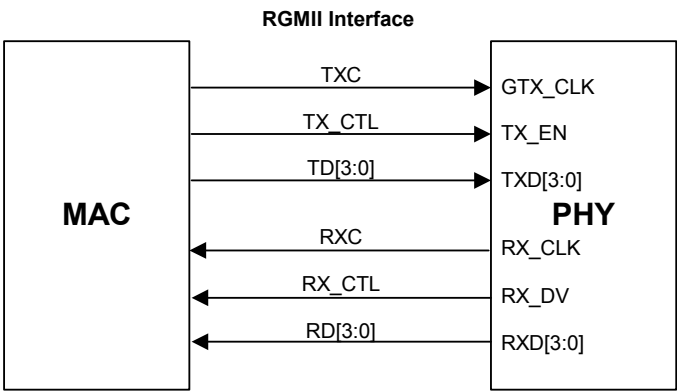 RGMII Interface
TXC
GTX_CLK
TX_CTL
TX_EN
TD[3:0]
TXD[3:0]
MAC
PHY
RXC
RX_CLK
RX_CTL
RX_DV
RD[3:0]
RXD[3:0]